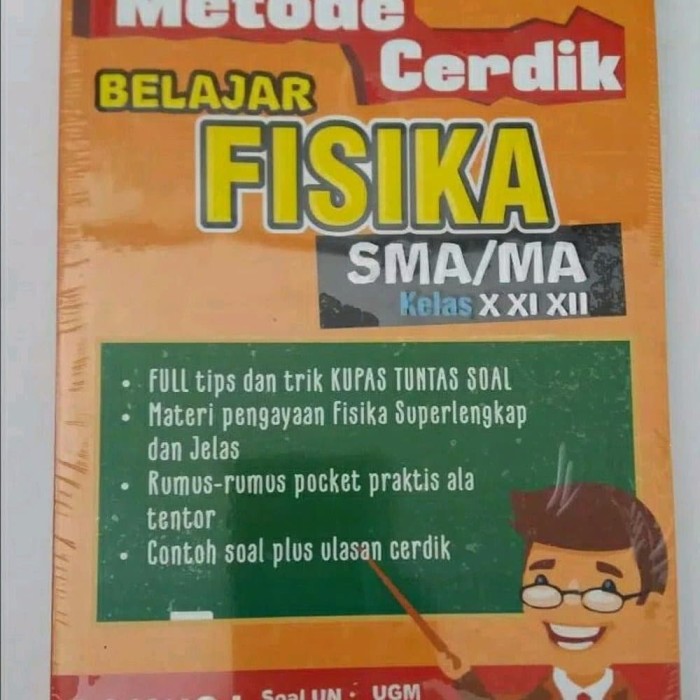 Metode
Cerdik
BELAJAR
FISIKA
SMA/MA
Kelas X XI XII
• FULL tips dan trik KUPAS TUNTAS SOAL
• Materi pengayaan Fisika Superlengkap
dan Jelas
• Rumus-rumus pocket praktis ala
tentor
• Contoh soal plus ulasan cerdik
Soal UN • UGM